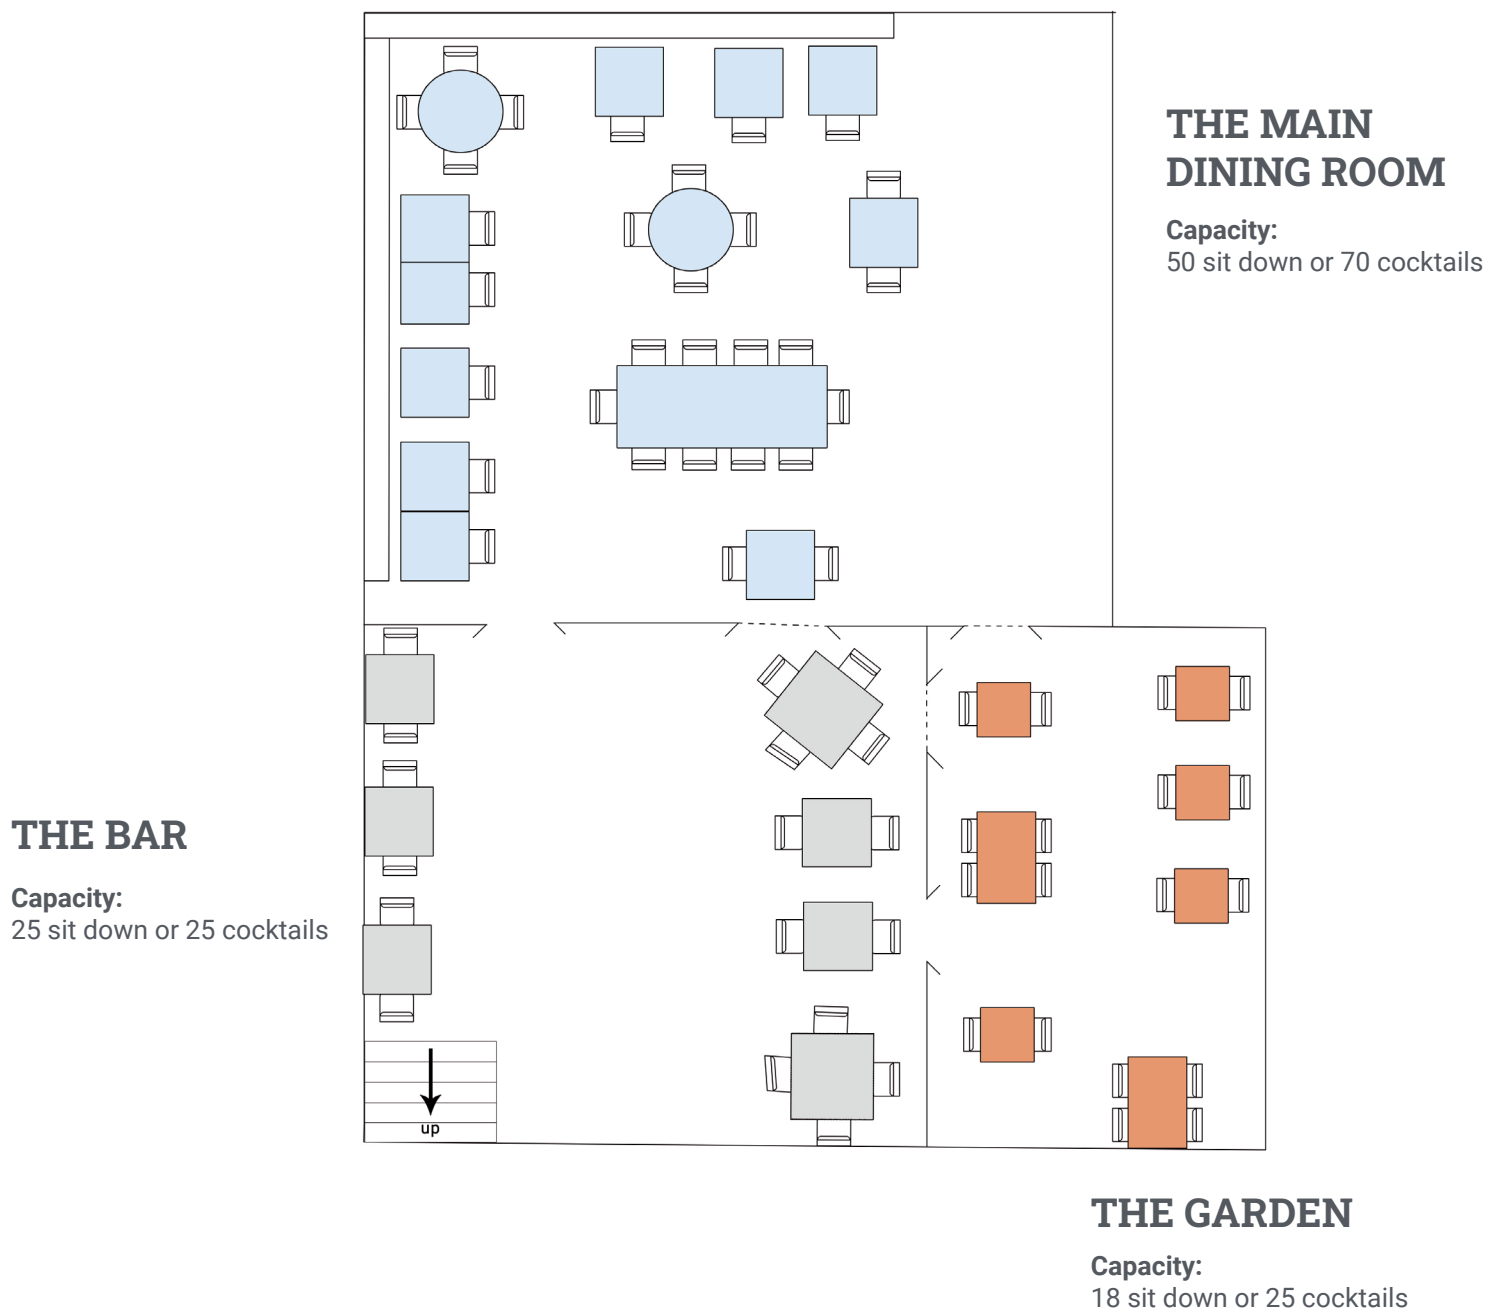 THE MAIN
DINING ROOM
Capacity:
50 sit down or 70 cocktails
THE BAR
Capacity:
25 sit down or 25 cocktails
up
THE GARDEN
Capacity:
18 sit down or 25 cocktails